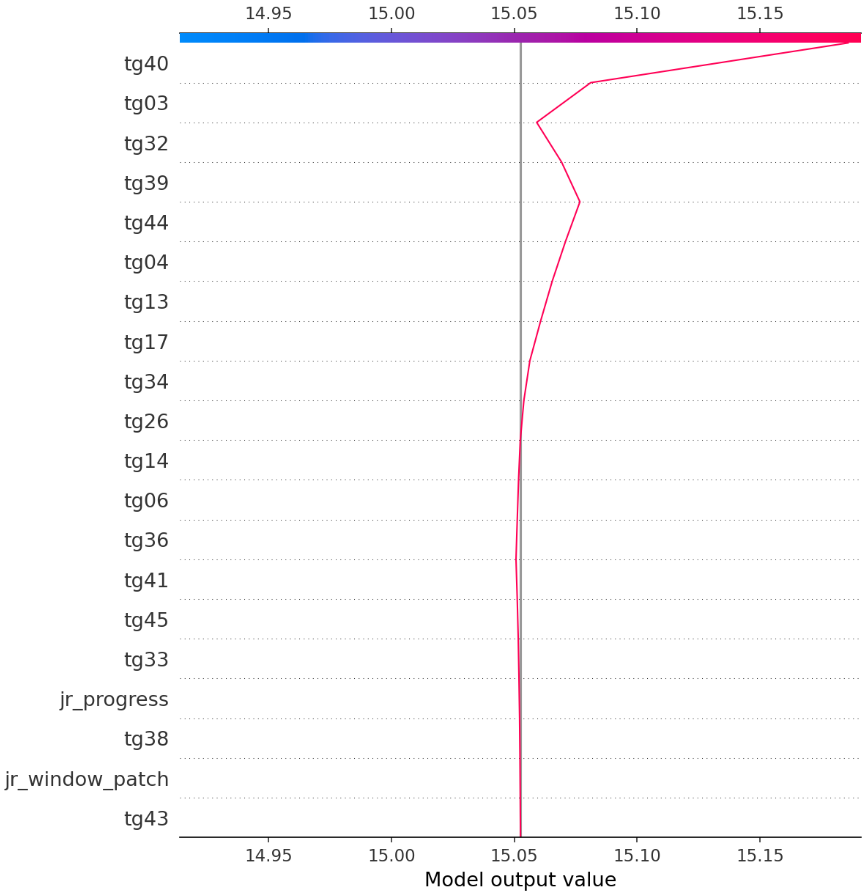 14.95 15.00 15.05 15.10 15.15
tg40
tg03
tg32
tg39
tg44
tg04
tg13
tg17
tg34
tg26
tg14
tg06
tg36
tg41
tg45
tg33
jr_progress
tg38
jr_window_patch
tg43
14.95 15.00 15.05 15.10 15.15
Model output value